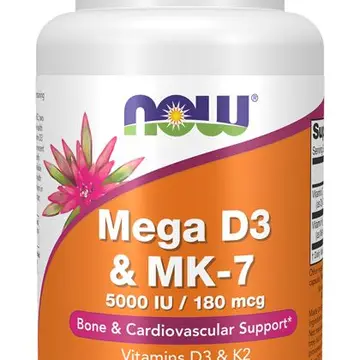 NOW®
Mega D3
& MK-7
5000 IU / 180 mcg
Bone & Cardiovascular Support*
Vitamins D3 & K2